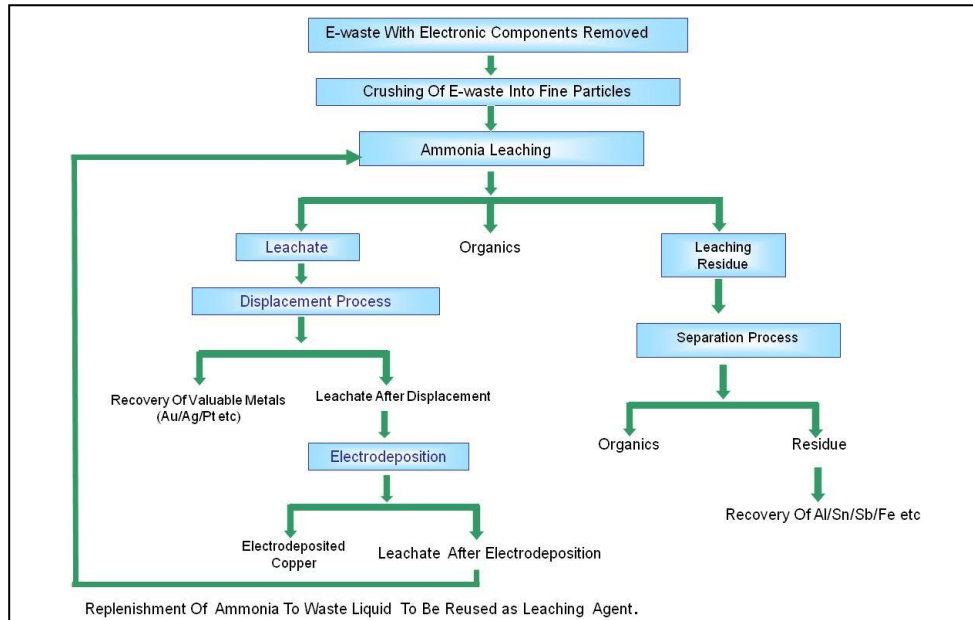 E-waste With Electronic Components Removed
Crushing Of E-waste Into Fine Particles
Ammonia Leaching
Leachate
Organics
Leaching
Residue
Displacement Process
Separation Process
Recovery Of Valuable Metals
(Au/Ag/Pt etc)
Leachate After Displacement
Organics
Residue
Electrodeposition
Recovery Of Al/Sn/Sb/Fe etc
Electrodeposited
Copper
Leachate After Electrodeposition
Replenishment Of Ammonia To Waste Liquid To Be Reused as Leaching Agent.